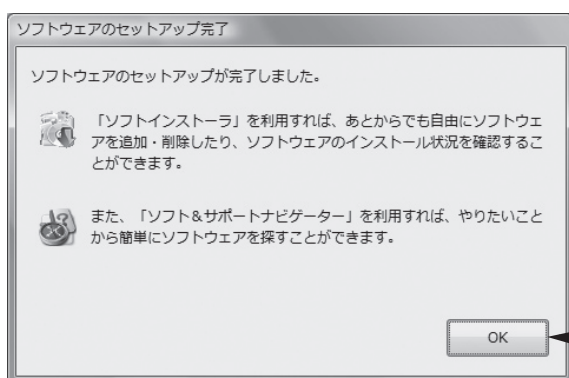 ソフトウェアのセットアップ完了
ソフトウェアのセットアップが完了しました。
「ソフトインストーラ」を利用すれば、あとからでも自由にソフトウェ
アを追加・削除したり、ソフトウェアのインストール状況を確認するこ
とができます。
また、「ソフト&サポートナビゲーター」を利用すれば、やりたいこと
から簡単にソフトウェアを探すことができます。
OK